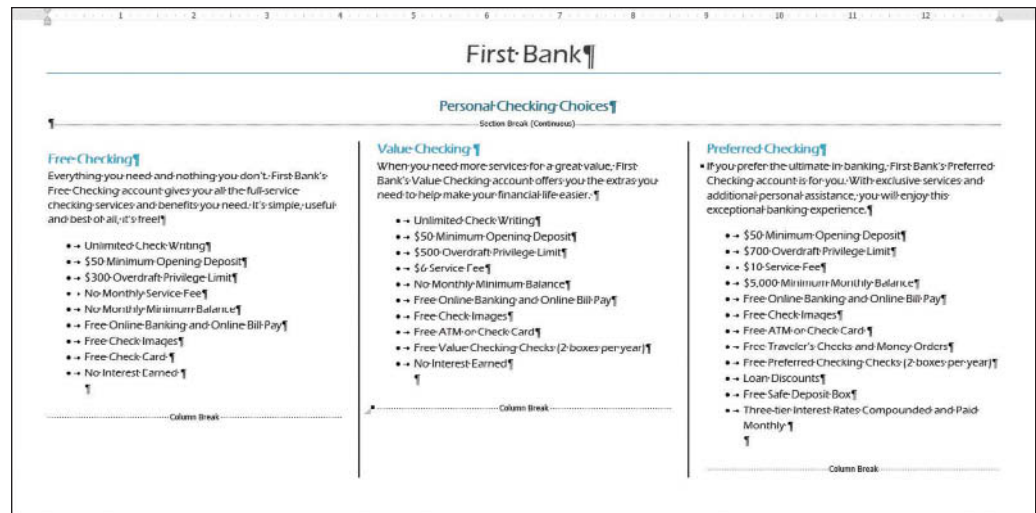 1 2 3 4 5 6 7 8 9 10 11 12
First Bank¶
Personal Checking Choices¶
¶
Section Break (Continuous)
Free Checking¶
Everything you need and nothing you don't. First Bank's
Free Checking account gives you all the full-service
checking services and benefits you need. It's simple, useful
and best of all, it's free!¶
• → Unlimited Check Writing¶
• → $50 Minimum Opening Deposit¶
• → $300 Overdraft Privilege Limit¶
• → No Monthly Service Fee¶
• → No Monthly Minimum Balance¶
• → Free Online Banking and Online Bill Pay¶
• → Free Check Images¶
• → Free Check Card ¶
• → No Interest Earned ¶
¶
Column Break
Value Checking ¶
When you need more services for a great value, First
Bank's Value Checking account offers you the extras you
need to help make your financial life easier. ¶
• → Unlimited Check Writing¶
• → $50 Minimum Opening Deposit¶
• → $500 Overdraft Privilege Limit¶
• → $6 Service Fee¶
• → No Monthly Minimum Balance¶
• → Free Online Banking and Online Bill Pay¶
• → Free Check Images¶
• → Free ATM or Check Card¶
• → Free Value Checking Checks (2 boxes per year)¶
• → No Interest Earned¶
¶
Column Break
Preferred Checking¶
If you prefer the ultimate in banking, First Bank's Preferred
Checking account is for you. With exclusive services and
additional personal assistance, you will enjoy this
exceptional banking experience.¶
• → $50 Minimum Opening Deposit¶
• → $700 Overdraft Privilege Limit¶
• → $10 Service Fee¶
• → $5,000 Minimum Monthly Balance¶
• → Free Online Banking and Online Bill Pay¶
• → Free Check Images¶
• → Free ATM or Check Card ¶
• → Free Traveler's Checks and Money Orders¶
• → Free Preferred Checking Checks (2 boxes per year)¶
• → Loan Discounts¶
• → Free Safe Deposit Box¶
• → Three-tier Interest Rates Compounded and Paid
Monthly ¶
¶
Column Break